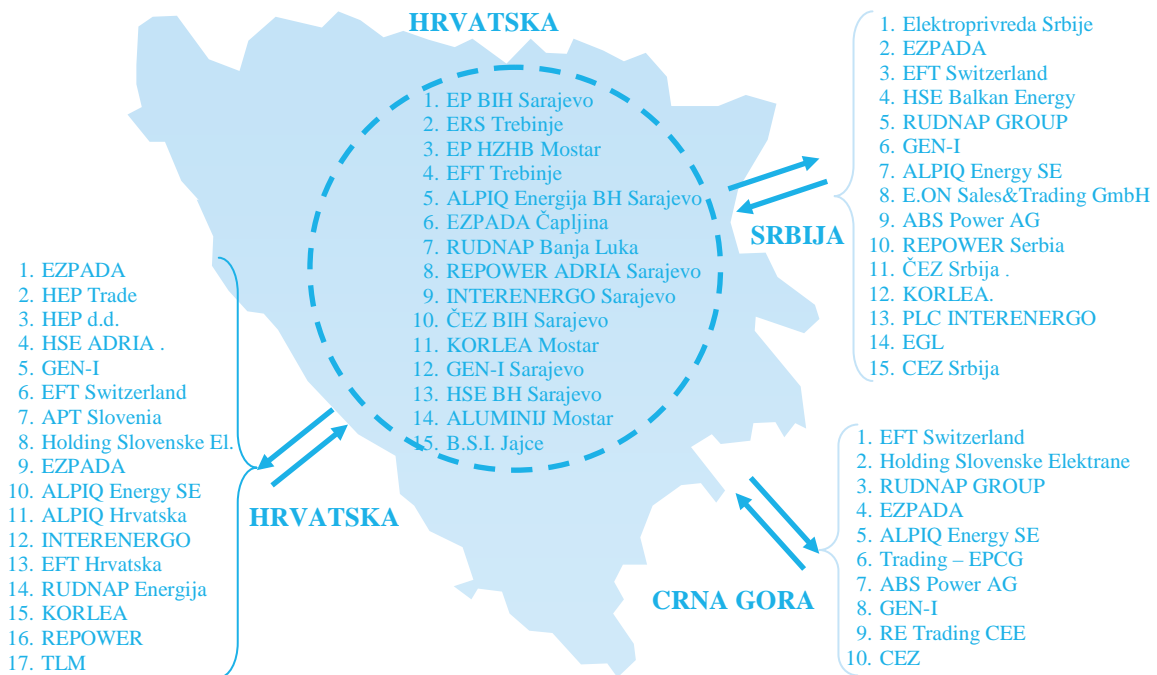 HRVATSKA
1. EP BIH Sarajevo
2. ERS Trebinje
3. EP HZHB Mostar
4. EFT Trebinje
5. ALPIQ Energija BH Sarajevo
6. EZPADA Čapljina
7. RUDNAP Banja Luka
8. REPOWER ADRIA Sarajevo
9. INTERENERGO Sarajevo
10. ČEZ BIH Sarajevo
11. KORLEA Mostar
12. GEN-I Sarajevo
13. HSE BH Sarajevo
14. ALUMINIJ Mostar
15. B.S.I. Jajce
SRBIJA
1. Elektroprivreda Srbije
2. EZPADA
3. EFT Switzerland
4. HSE Balkan Energy
5. RUDNAP GROUP
6. GEN-I
7. ALPIQ Energy SE
8. E.ON Sales&Trading GmbH
9. ABS Power AG
10. REPOWER Serbia
11. ČEZ Srbija .
12. KORLEA.
13. PLC INTERENERGO
14. EGL
15. CEZ Srbija
1. EZPADA
2. HEP Trade
3. HEP d.d.
4. HSE ADRIA .
5. GEN-I
6. EFT Switzerland
7. APT Slovenia
8. Holding Slovenske El.
9. EZPADA
10. ALPIQ Energy SE
11. ALPIQ Hrvatska
12. INTERENERGO
13. EFT Hrvatska
14. RUDNAP Energija
15. KORLEA
16. REPOWER
17. TLM
HRVATSKA
CRNA GORA
1. EFT Switzerland
2. Holding Slovenske Elektrane
3. RUDNAP GROUP
4. EZPADA
5. ALPIQ Energy SE
6. Trading – EPCG
7. ABS Power AG
8. GEN-I
9. RE Trading CEE
10. CEZ